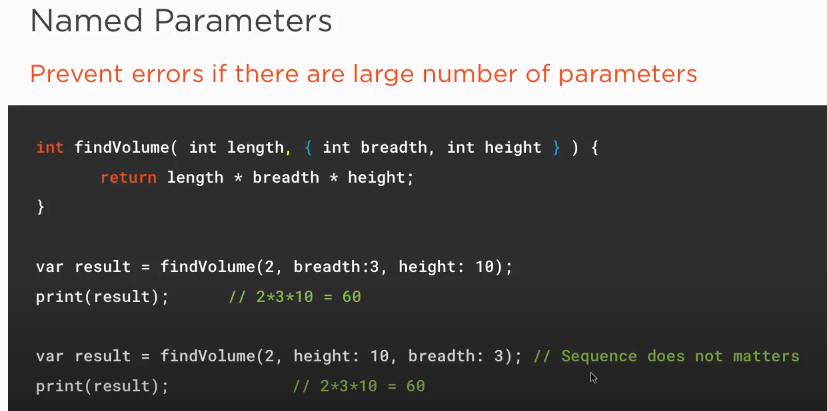 Named Parameters
Prevent errors if there are large number of parameters
int findVolume( int length, { int breadth, int height } ) {
return length * breadth * height;
}
var result = findVolume(2, breadth:3, height: 10);
print(result); // 2*3*10 = 60
var result = findVolume(2, height: 10, breadth: 3); // Sequence does not matters
print(result); // 2*3*10 = 60